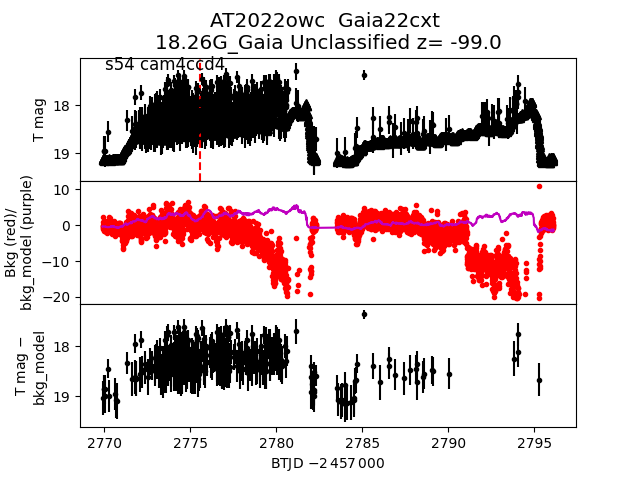 AT2022owc  Gaia22cxt
18.26G_Gaia Unclassified z= -99.0
s54 cam4ccd4
T mag
18
19
Bkg (red)/
bkg_model (purple)
10
0
−10
−20
T mag −
bkg_model
18
19
2770 2775 2780 2785 2790 2795
BTJD −2 457 000